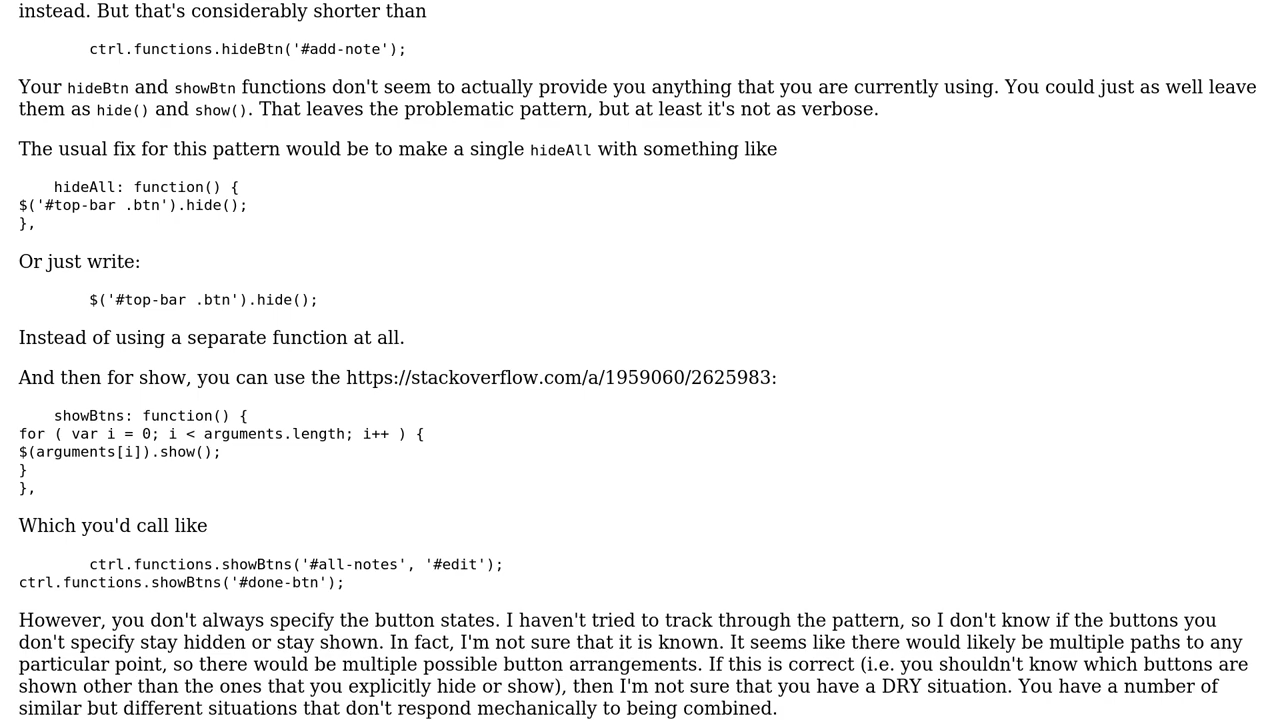 instead. But that's considerably shorter than
ctrl.functions.hideBtn('#add-note');
Your hideBtn and showBtn functions don't seem to actually provide you anything that you are currently using. You could just as well leave
them as hide() and show(). That leaves the problematic pattern, but at least it's not as verbose.
The usual fix for this pattern would be to make a single hideAll with something like
hideAll: function() {
$('#top-bar .btn').hide();
},
Or just write:
$('#top-bar .btn').hide();
Instead of using a separate function at all.
And then for show, you can use the https://stackoverflow.com/a/1959060/2625983:
showBtns: function() {
for ( var i = 0; i < arguments.length; i++ ) {
$(arguments[i]).show();
}
},
Which you'd call like
ctrl.functions.showBtns('#all-notes', '#edit');
ctrl.functions.showBtns('#done-btn');
However, you don't always specify the button states. I haven't tried to track through the pattern, so I don't know if the buttons you
don't specify stay hidden or stay shown. In fact, I'm not sure that it is known. It seems like there would likely be multiple paths to any
particular point, so there would be multiple possible button arrangements. If this is correct (i.e. you shouldn't know which buttons are
shown other than the ones that you explicitly hide or show), then I'm not sure that you have a DRY situation. You have a number of
similar but different situations that don't respond mechanically to being combined.